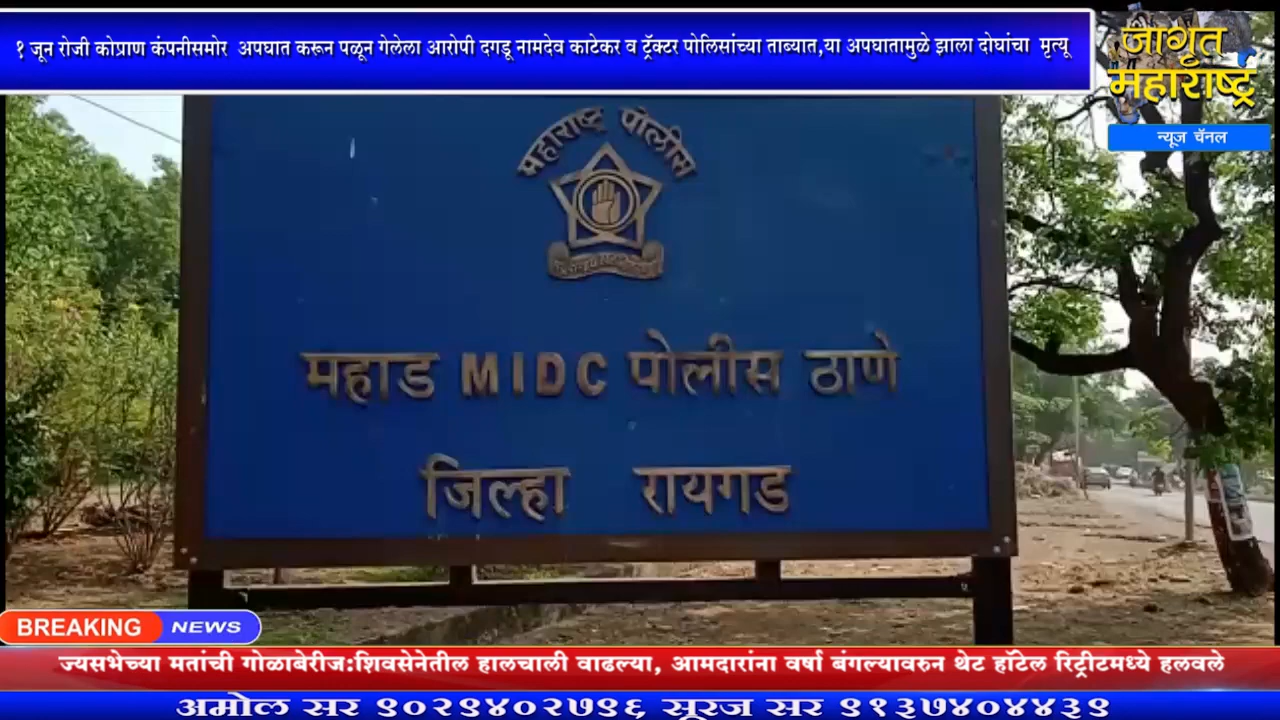 १ जून रोजी कोप्राण कंपनीसमोर अपघात करून पळून गेलेला आरोपी दगडू नामदेव काटेकर व ट्रॅक्टर पोलिसांच्या ताब्यात,या अपघातामुळे झाला दोघांचा मृत्यू
जागृत
महाराष्ट्र
न्यूज चॅनल
महाराष्ट्र पोलीस
महाड MIDC पोलीस ठाणे
जिल्हा रायगड
BREAKING NEWS
ज्यसभेच्या मतांची गोळाबेरीज:शिवसेनेतील हालचाली वाढल्या, आमदारांना वर्षा बंगल्यावरुन थेट हॉटेल रिट्रीटमध्ये हलवले
अमोल सर ९०२९४०२७९६ सूरज सर ९१३७४०४४३९